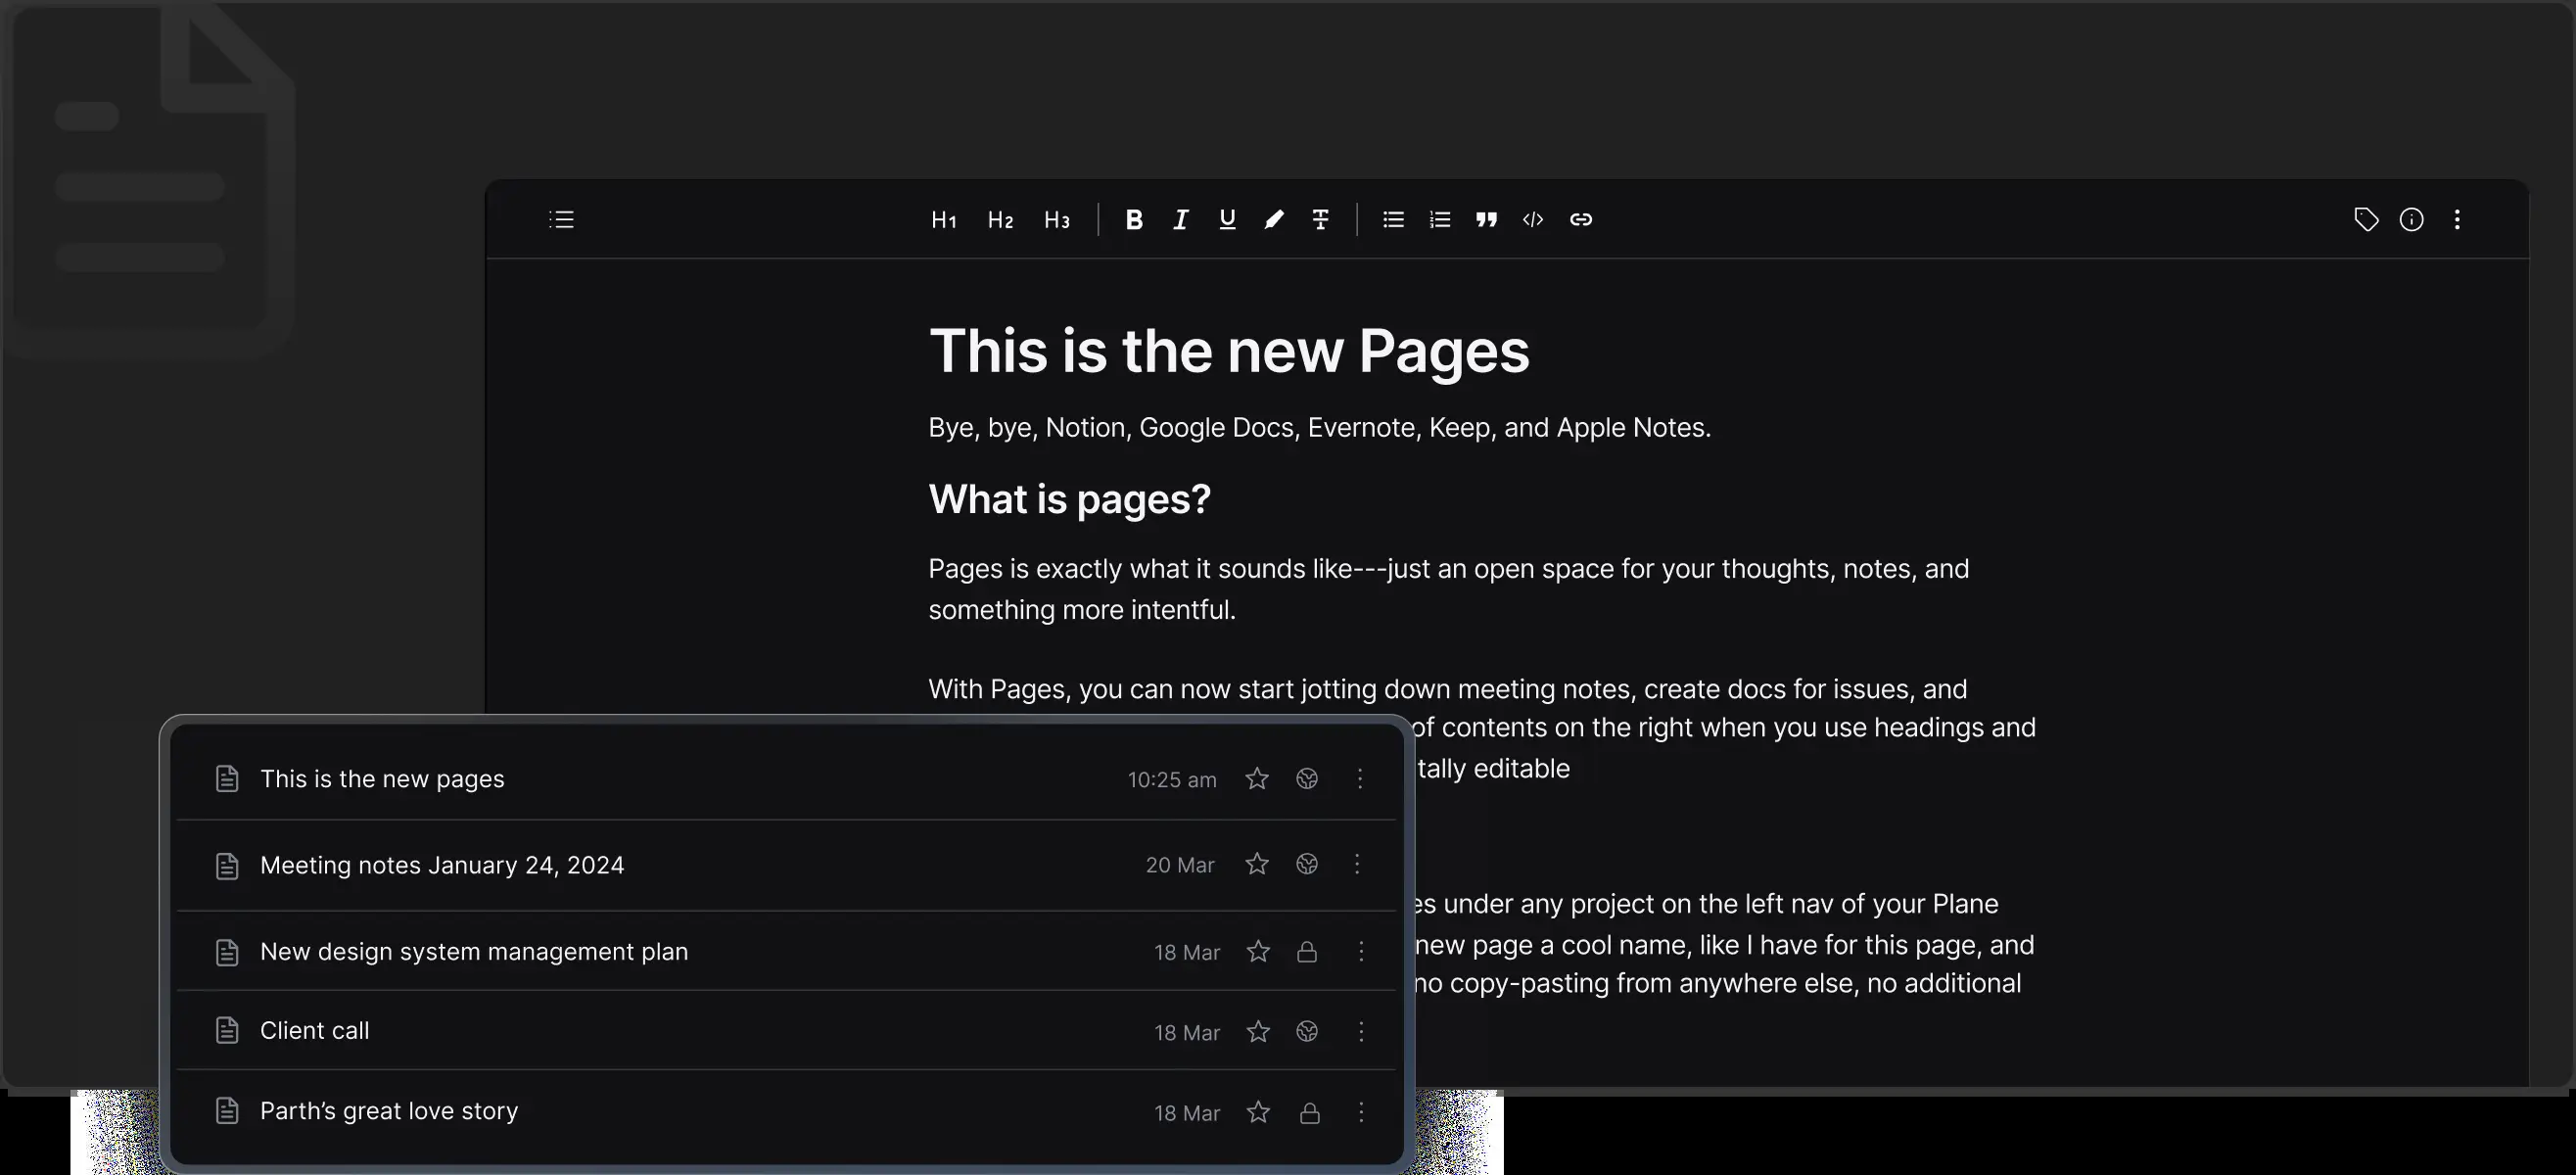 H1 H2 H3 B I U T
This is the new Pages
Bye, bye, Notion, Google Docs, Evernote, Keep, and Apple Notes.
What is pages?
Pages is exactly what it sounds like---just an open space for your thoughts, notes, and
something more intentful.
With Pages, you can now start jotting down meeting notes, create docs for issues, and
of contents on the right when you use headings and
tally editable
es under any project on the left nav of your Plane
new page a cool name, like I have for this page, and
no copy-pasting from anywhere else, no additional
This is the new pages 10:25 am
Meeting notes January 24, 2024 20 Mar
New design system management plan 18 Mar
Client call 18 Mar
Parth’s great love story 18 Mar